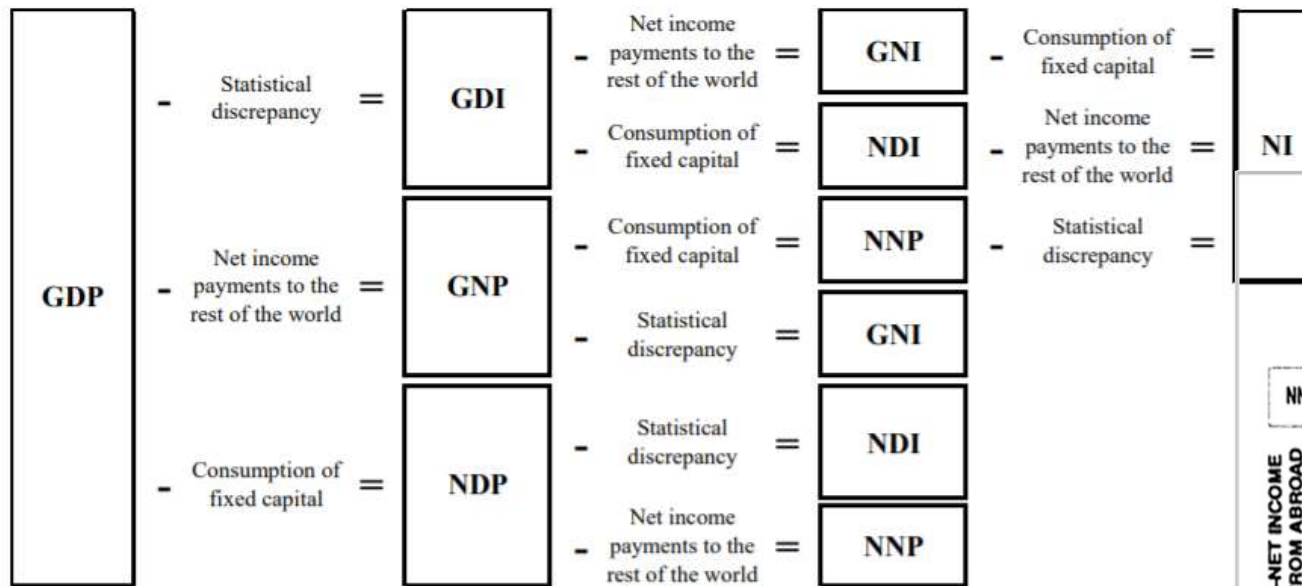 GDP
-
Statistical
discrepancy
=
GDI
-
Net income
payments to the
rest of the world
=
GNI
-
Consumption of
fixed capital
=
NI
-
Consumption of
fixed capital
=
NDI
-
Net income
payments to the
rest of the world
=
-
Net income
payments to the
rest of the world
=
GNP
-
Consumption of
fixed capital
=
NNP
-
Statistical
discrepancy
=
-
Statistical
discrepancy
=
GNI
-
Consumption of
fixed capital
=
NDP
-
Statistical
discrepancy
=
NDI
-
Net income
payments to the
rest of the world
=
NNP
-NET INCOME
ROM ABROAD